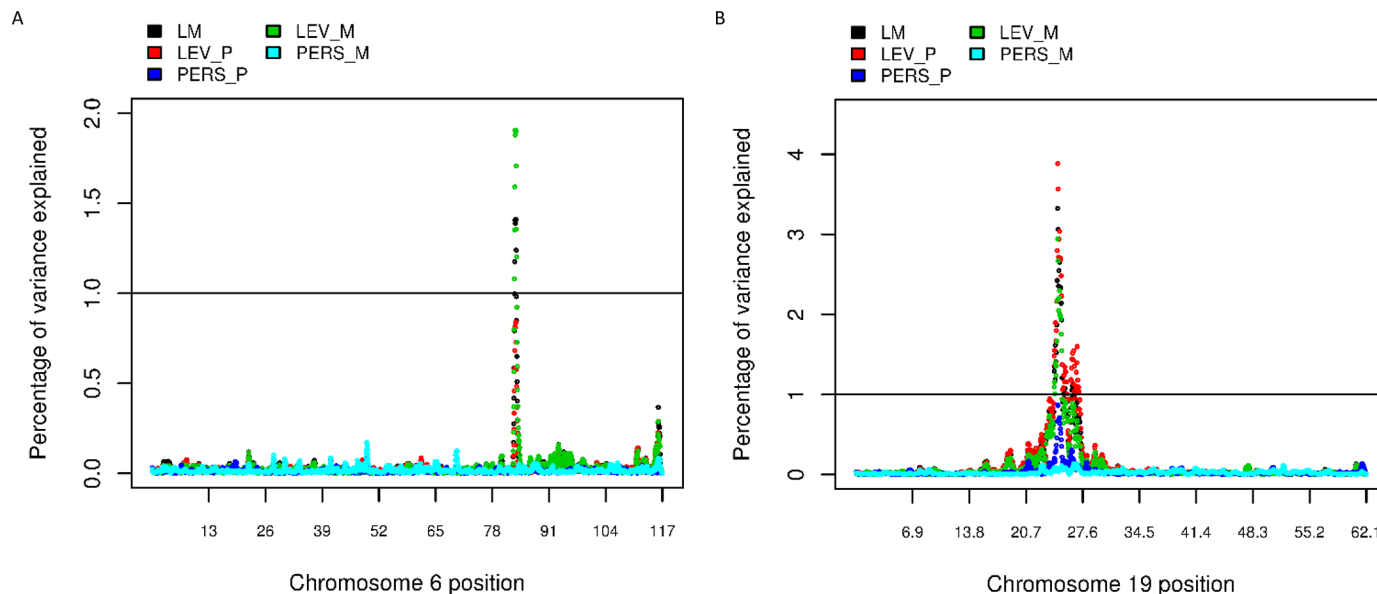 A
LM
LEV_M
LEV_P
PERS_M
PERS_P
Percentage of variance explained
2.0
1.5
1.0
0.5
0.0
13 26 39 52 65 78 91 104 117
Chromosome 6 position
B
LM
LEV_M
LEV_P
PERS_M
PERS_P
Percentage of variance explained
4
3
2
1
0
6.9 13.8 20.7 27.6 34.5 41.4 48.3 55.2 62.1
Chromosome 19 position